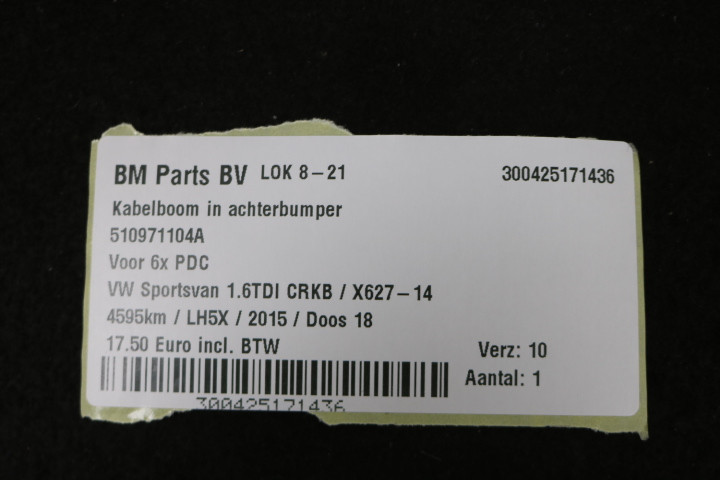 BM Parts BV LOK 8-21 300425171436
Kabelboom in achterbumper
510971104A
Voor 6x PDC
VW Sportsvan 1.6TDI CRKB / X627-14
4595km / LH5X / 2015 / Doos 18
17.50 Euro incl. BTW Verz: 10
Aantal: 1
300425171436